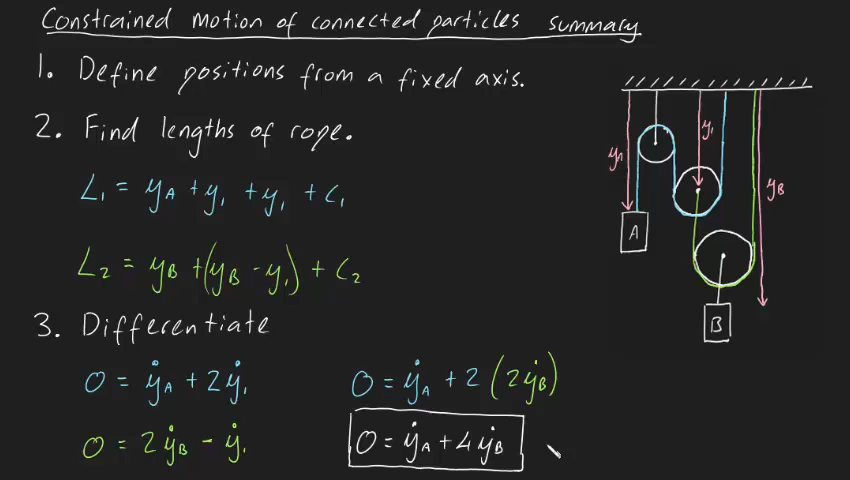 Constrained motion of connected particles summary
1. Define positions from a fixed axis.
2. Find lengths of rope.
L₁ = yA + y₁ + y₁ + C₁
L₂ = yB + (yB - y₁) + C₂
3. Differentiate
0 = ẏA + 2ẏ₁
0 = 2ẏB - ẏ₁
0 = ẏA + 2 (2ẏB)
0 = ẏA + 4ẏB
yA
y₁
yB
A
B